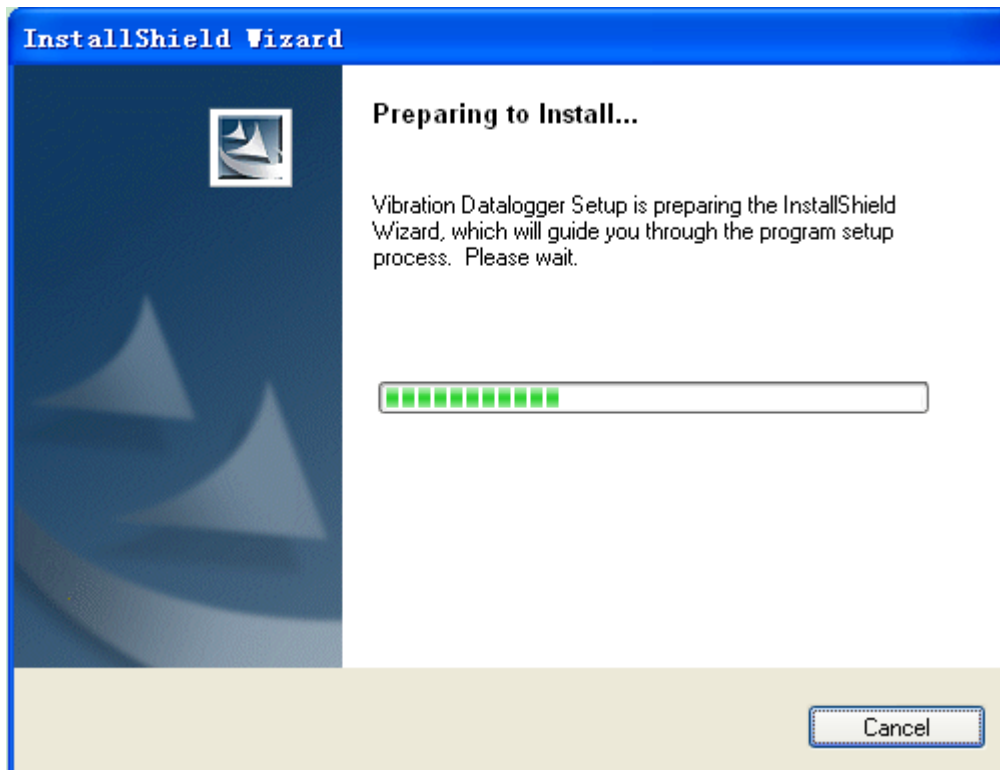 InstallShield Wizard
Preparing to Install...
Vibration Datalogger Setup is preparing the InstallShield
Wizard, which will guide you through the program setup
process.  Please wait.
Cancel